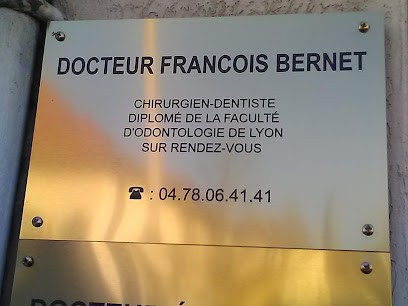 DOCTEUR FRANCOIS BERNET
CHIRURGIEN-DENTISTE
DIPLOMÉ DE LA FACULTÉ
D'ODONTOLOGIE DE LYON
SUR RENDEZ-VOUS
☎ : 04.78.06.41.41
DOCTEUR